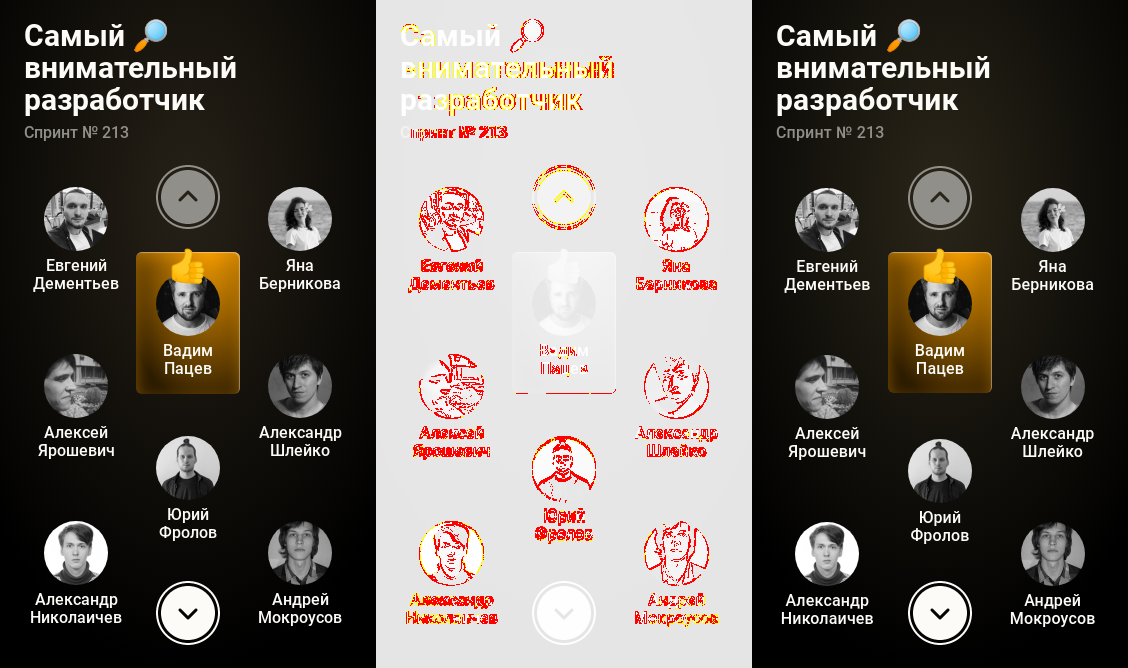 Самый 🔎
внимательный
разработчик
Спринт № 213
Евгений
Дементьев
Яна
Берникова
Вадим
Пацев
Алексей
Ярошевич
Александр
Шлейко
Юрий
Фролов
Александр
Николаичев
Андрей
Мокроусов
Самый 🔎
внимательный
разработчик
Спринт № 213
Евгений
Дементьев
Яна
Берникова
Вадим
Пацев
Алексей
Ярошевич
Александр
Шлейко
Юрий
Фролов
Александр
Николаичев
Андрей
Мокроусов
Самый 🔎
внимательный
разработчик
Спринт № 213
Евгений
Дементьев
Яна
Берникова
Вадим
Пацев
Алексей
Ярошевич
Александр
Шлейко
Юрий
Фролов
Александр
Николаичев
Андрей
Мокроусов